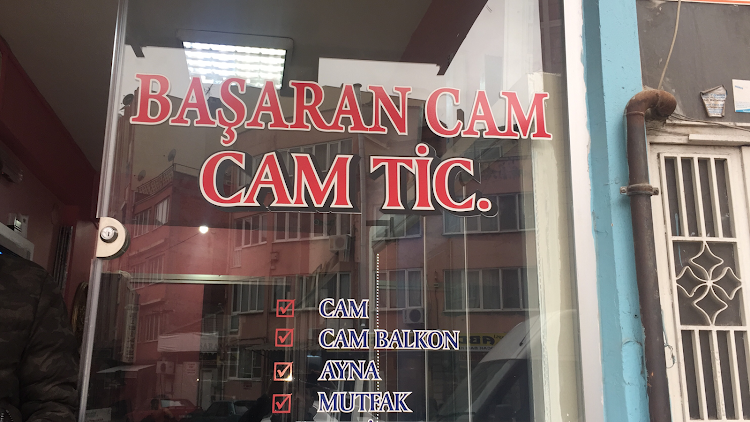 BAŞARAN CAM
CAM TİC.
CAM
CAM BALKON
AYNA
MUTFAK